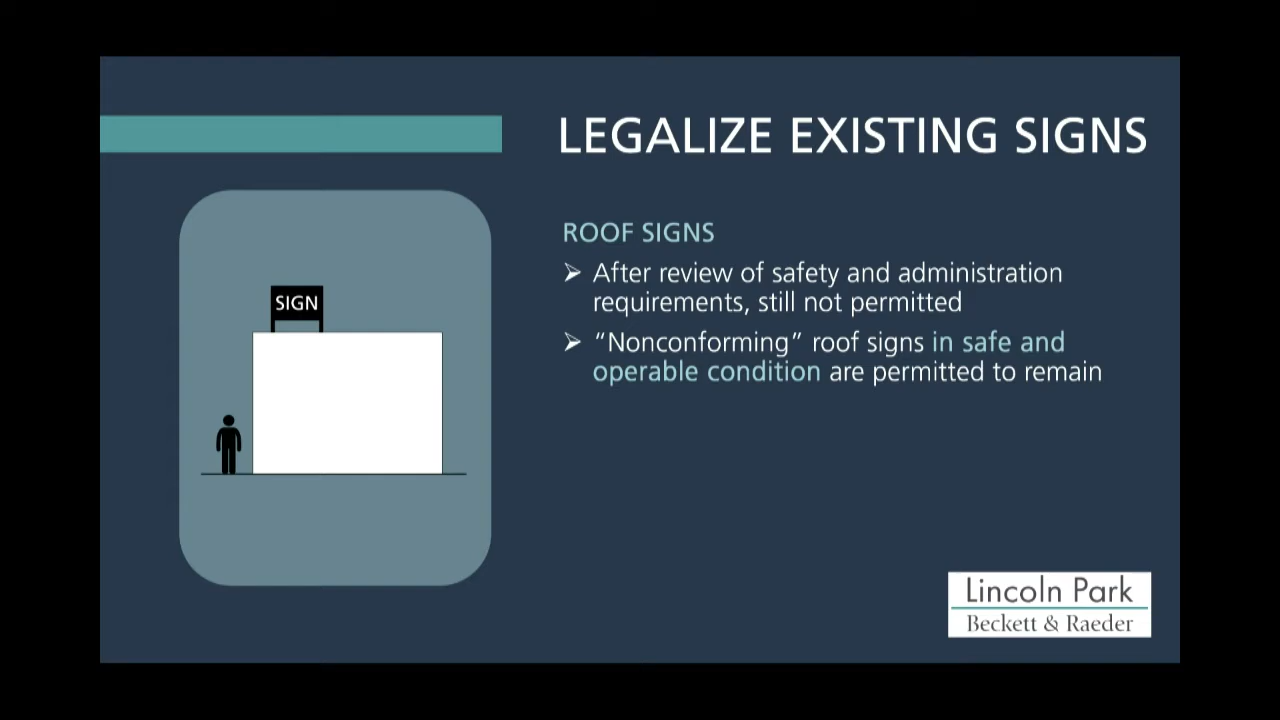 LEGALIZE EXISTING SIGNS
SIGN
ROOF SIGNS
➢ After review of safety and administration
requirements, still not permitted
➢ “Nonconforming” roof signs in safe and
operable condition are permitted to remain
Lincoln Park
Beckett & Raeder